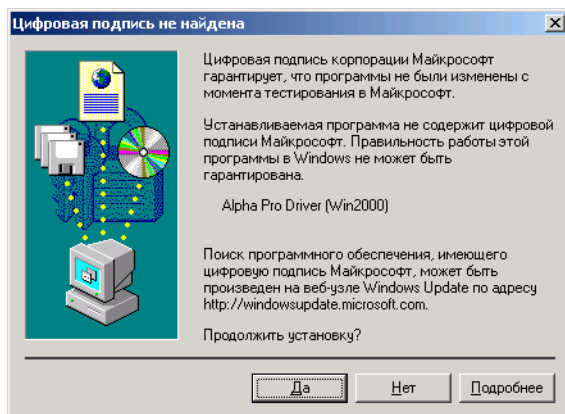 Цифровая подпись не найдена
Цифровая подпись корпорации Майкрософт
гарантирует, что программы не были изменены с
момента тестирования в Майкрософт.
Устанавливаемая программа не содержит цифровой
подписи Майкрософт. Правильность работы этой
программы в Windows не может быть
гарантирована.
Alpha Pro Driver (Win2000)
Поиск программного обеспечения, имеющего
цифровую подпись Майкрософт, может быть
произведен на веб-узле Windows Update по адресу
http://windowsupdate.microsoft.com.
Продолжить установку?
Да
Нет
Подробнее